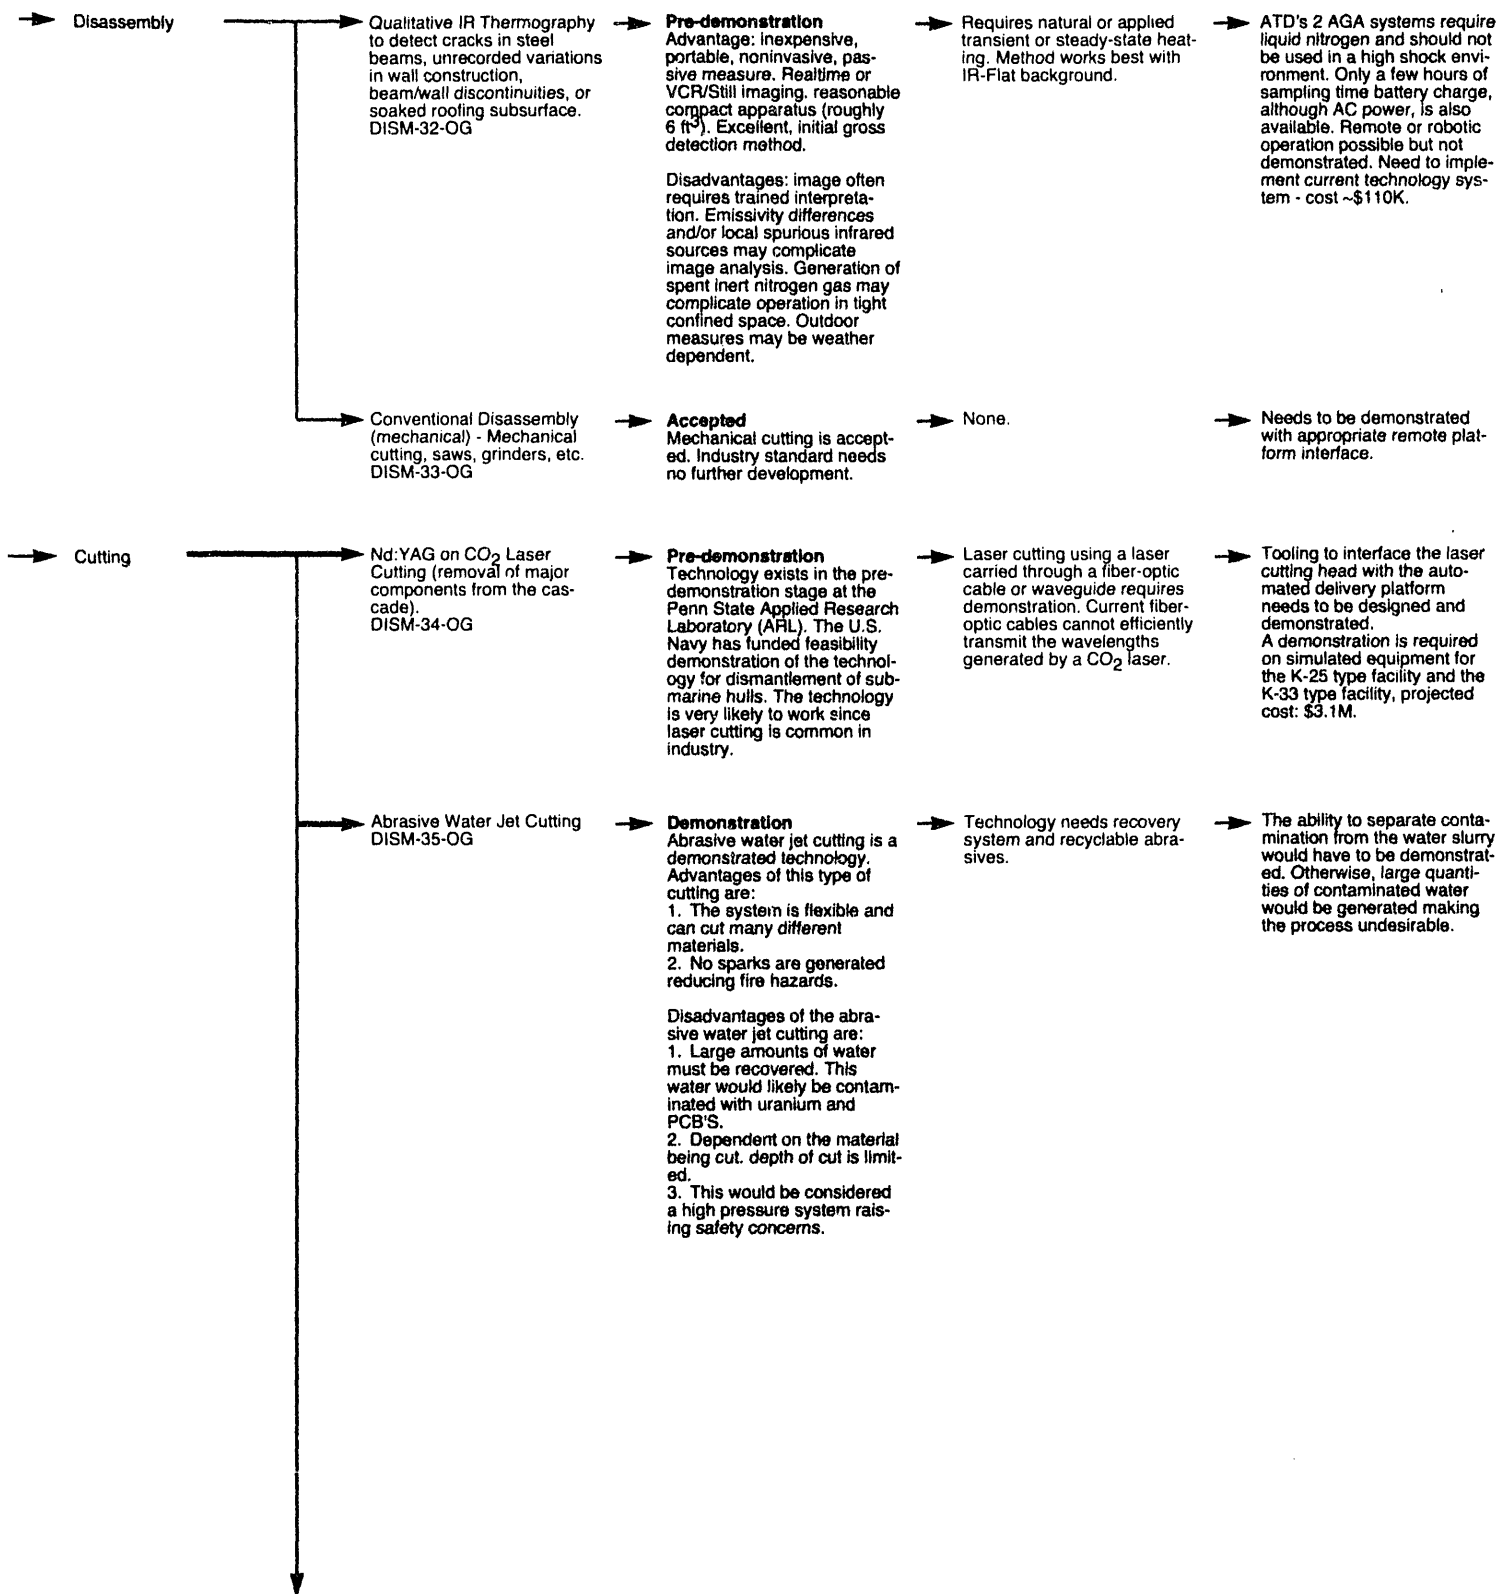 Disassembly
Qualitative IR Thermography
to detect cracks in steel
beams, unrecorded variations
in wall construction,
beam/wall discontinuities, or
soaked roofing subsurface.
DISM-32-OG
Pre-demonstration
Advantage: inexpensive,
portable, noninvasive, pas-
sive measure. Realtime or
VCR/Still imaging. reasonable
compact apparatus (roughly
6 ft³). Excellent, initial gross
detection method.
Disadvantages: image often
requires trained interpreta-
tion. Emissivity differences
and/or local spurious infrared
sources may complicate
image analysis. Generation of
spent inert nitrogen gas may
complicate operation in tight
confined space. Outdoor
measures may be weather
dependent.
Requires natural or applied
transient or steady-state heat-
ing. Method works best with
IR-Flat background.
ATD's 2 AGA systems require
liquid nitrogen and should not
be used in a high shock envi-
ronment. Only a few hours of
sampling time battery charge,
although AC power, is also
available. Remote or robotic
operation possible but not
demonstrated. Need to imple-
ment current technology sys-
tem - cost ~$110K.
Conventional Disassembly
(mechanical) - Mechanical
cutting, saws, grinders, etc.
DISM-33-OG
Accepted
Mechanical cutting is accept-
ed. Industry standard needs
no further development.
None.
Needs to be demonstrated
with appropriate remote plat-
form interface.
Cutting
Nd:YAG on CO₂ Laser
Cutting (removal of major
components from the cas-
cade).
DISM-34-OG
Pre-demonstration
Technology exists in the pre-
demonstration stage at the
Penn State Applied Research
Laboratory (ARL). The U.S.
Navy has funded feasibility
demonstration of the technol-
ogy for dismantlement of sub-
marine hulls. The technology
is very likely to work since
laser cutting is common in
industry.
Laser cutting using a laser
carried through a fiber-optic
cable or waveguide requires
demonstration. Current fiber-
optic cables cannot efficiently
transmit the wavelengths
generated by a CO₂ laser.
Tooling to interface the laser
cutting head with the auto-
mated delivery platform
needs to be designed and
demonstrated.
A demonstration is required
on simulated equipment for
the K-25 type facility and the
K-33 type facility, projected
cost: $3.1M.
Abrasive Water Jet Cutting
DISM-35-OG
Demonstration
Abrasive water jet cutting is a
demonstrated technology.
Advantages of this type of
cutting are:
1. The system is flexible and
can cut many different
materials.
2. No sparks are generated
reducing fire hazards.
Disadvantages of the abra-
sive water jet cutting are:
1. Large amounts of water
must be recovered. This
water would likely be contam-
inated with uranium and
PCB'S.
2. Dependent on the material
being cut. depth of cut is limit-
ed.
3. This would be considered
a high pressure system rais-
ing safety concerns.
Technology needs recovery
system and recyclable abra-
sives.
The ability to separate conta-
mination from the water slurry
would have to be demonstrat-
ed. Otherwise, large quanti-
ties of contaminated water
would be generated making
the process undesirable.